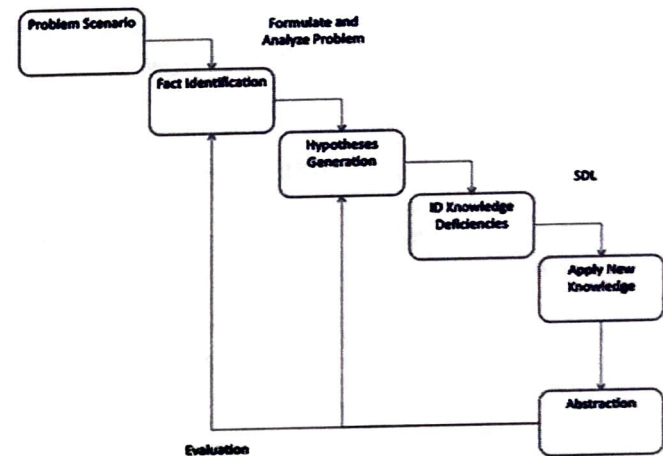 Problem Scenario
Formulate and
Analyze Problem
Fact Identification
Hypotheses
Generation
SDL
ID Knowledge
Deficiencies
Apply New
Knowledge
Abstraction
Evaluation